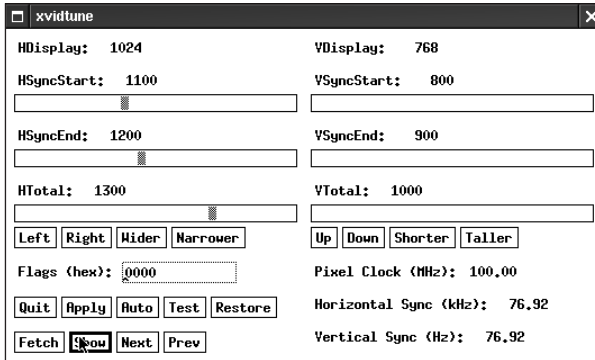 xvidtune
HDisplay: 1024
VDisplay: 768
HSyncStart: 1100
VSyncStart: 800
HSyncEnd: 1200
VSyncEnd: 900
HTotal: 1300
VTotal: 1000
Left Right Wider Narrower
Up Down Shorter Taller
Flags (hex): 0000
Pixel Clock (MHz): 100.00
Quit Apply Auto Test Restore
Horizontal Sync (kHz): 76.92
Fetch Show Next Prev
Vertical Sync (Hz): 76.92